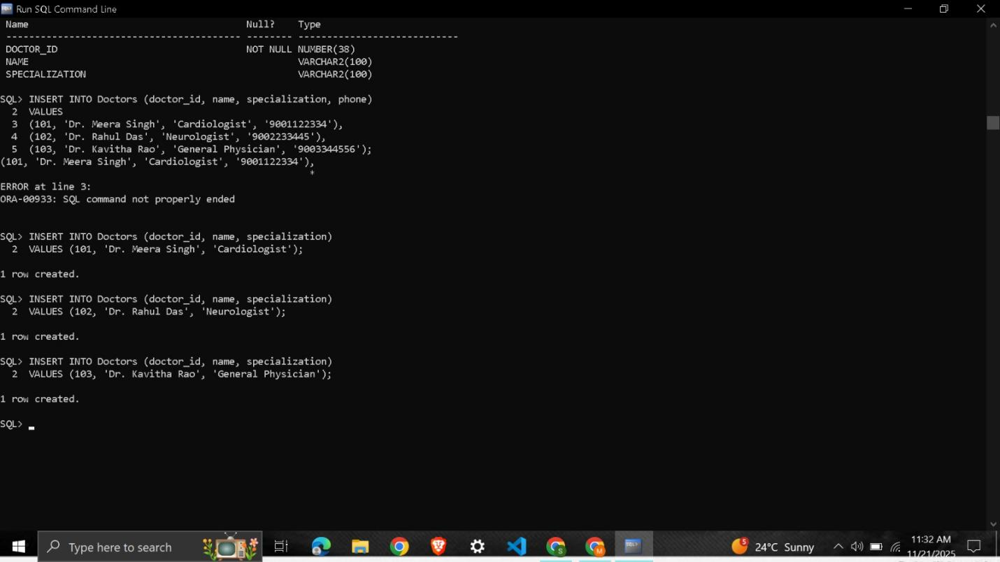 Run SQL Command Line
Name Null? Type
----------------------------------------- -------- ----------------------------
DOCTOR_ID NOT NULL NUMBER(38)
NAME VARCHAR2(100)
SPECIALIZATION VARCHAR2(100)
SQL> INSERT INTO Doctors (doctor_id, name, specialization, phone)
2 VALUES
3 (101, 'Dr. Meera Singh', 'Cardiologist', '9001122334'),
4 (102, 'Dr. Rahul Das', 'Neurologist', '9002233445'),
5 (103, 'Dr. Kavitha Rao', 'General Physician', '9003344556');
(101, 'Dr. Meera Singh', 'Cardiologist', '9001122334'),
*
ERROR at line 3:
ORA-00933: SQL command not properly ended
SQL> INSERT INTO Doctors (doctor_id, name, specialization)
2 VALUES (101, 'Dr. Meera Singh', 'Cardiologist');
1 row created.
SQL> INSERT INTO Doctors (doctor_id, name, specialization)
2 VALUES (102, 'Dr. Rahul Das', 'Neurologist');
1 row created.
SQL> INSERT INTO Doctors (doctor_id, name, specialization)
2 VALUES (103, 'Dr. Kavitha Rao', 'General Physician');
1 row created.
SQL> _
Type here to search
5
S
M
24°C Sunny
11:32 AM
11/21/2025